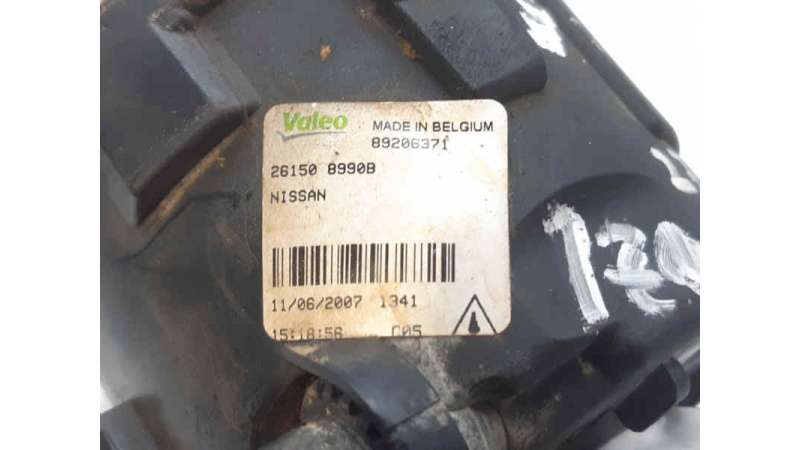 Valeo MADE IN BELGIUM
89206371
26150 8990B
NISSAN
11/06/2007 1341
15:18:56 C05